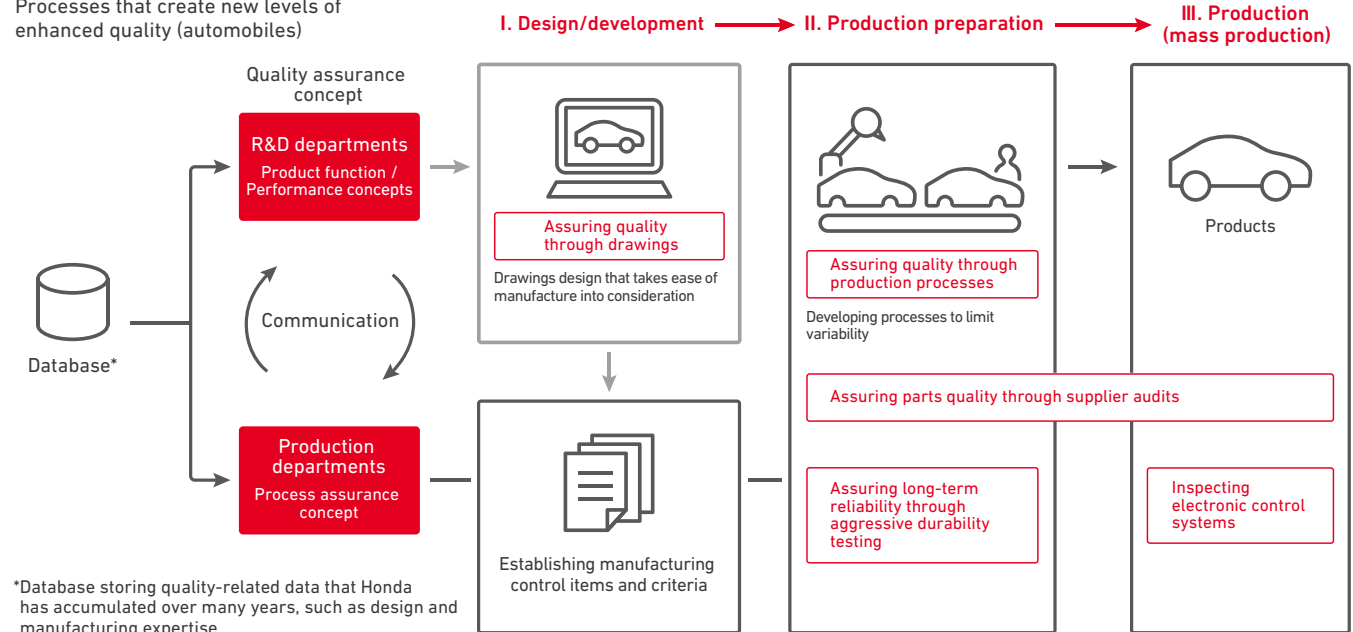 Processes that create new levels of
enhanced quality (automobiles)
I. Design/development
II. Production preparation
III. Production
(mass production)
Quality assurance
concept
R&D departments
Product function /
Performance concepts
Communication
Database*
Production
departments
Process assurance
concept
Assuring quality
through drawings
Drawings design that takes ease of
manufacture into consideration
Establishing manufacturing
control items and criteria
Assuring quality through
production processes
Developing processes to limit
variability
Assuring parts quality through supplier audits
Assuring long-term
reliability through
aggressive durability
testing
Products
Inspecting
electronic control
systems
*Database storing quality-related data that Honda
has accumulated over many years, such as design and
manufacturing expertise